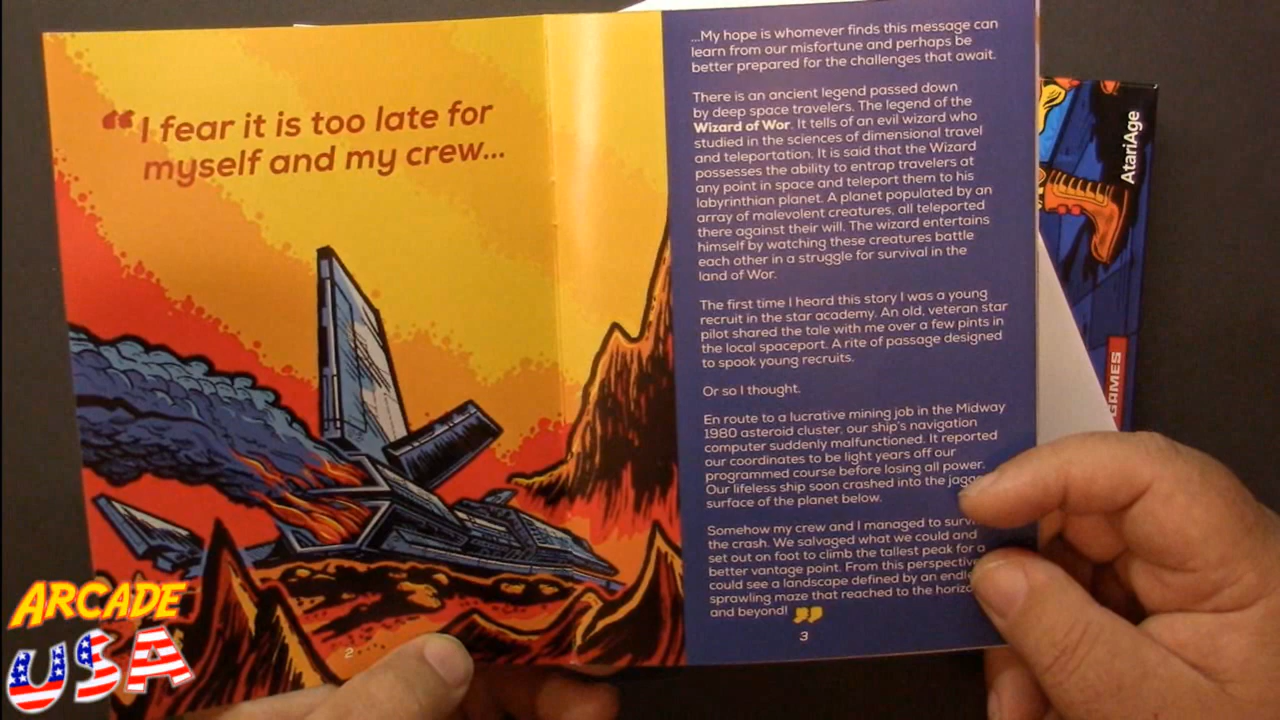 “ I fear it is too late for
myself and my crew...
2
...My hope is whomever finds this message can
learn from our misfortune and perhaps be
better prepared for the challenges that await.
There is an ancient legend passed down
by deep space travelers. The legend of the
Wizard of Wor. It tells of an evil wizard who
studied in the sciences of dimensional travel
and teleportation. It is said that the Wizard
possesses the ability to entrap travelers at
any point in space and teleport them to his
labyrinthian planet. A planet populated by an
array of malevolent creatures, all teleported
there against their will. The wizard entertains
himself by watching these creatures battle
each other in a struggle for survival in the
land of Wor.
The first time I heard this story I was a young
recruit in the star academy. An old, veteran star
pilot shared the tale with me over a few pints in
the local spaceport. A rite of passage designed
to spook young recruits.
Or so I thought.
En route to a lucrative mining job in the Midway
1980 asteroid cluster, our ship's navigation
computer suddenly malfunctioned. It reported
our coordinates to be light years off our
programmed course before losing all power.
Our lifeless ship soon crashed into the
surface of the planet below.
Somehow my crew and I managed to
the crash. We salvaged what we could and
set out on foot to climb the tallest peak for a
better vantage point. From this perspective
could see a landscape defined by an
sprawling maze that reached to the
and beyond! ”
3
AtariAge
GAMES
ARCADE
USA